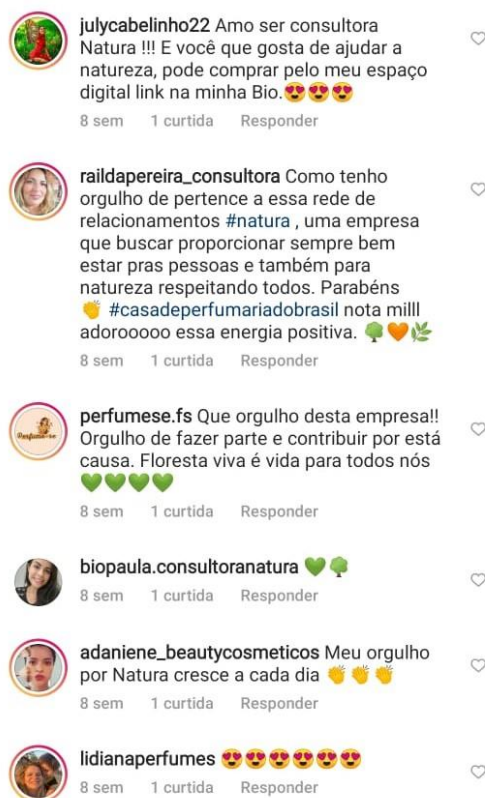 julycabelinho22 Amo ser consultora
Natura !!! E você que gosta de ajudar a
natureza, pode comprar pelo meu espaço
digital link na minha Bio.😍😍😍
8 sem 1 curtida Responder
raildapereira_consultora Como tenho
orgulho de pertence a essa rede de
relacionamentos #natura , uma empresa
que buscar proporcionar sempre bem
estar pras pessoas e também para
natureza respeitando todos. Parabéns
👏 #casadeperfumariadobrasil nota milll
adorooooo essa energia positiva. 🌳🧡🌿
8 sem 1 curtida Responder
Perfume-se
perfumese.fs Que orgulho desta empresa!!
Orgulho de fazer parte e contribuir por está
causa. Floresta viva é vida para todos nós
💚💚💚💚
8 sem 1 curtida Responder
biopaula.consultoranatura 💚🌳
8 sem 1 curtida Responder
adaniene_beautycosmeticos Meu orgulho
por Natura cresce a cada dia 👏👏👏
8 sem 1 curtida Responder
lidianaperfumes 😍😍😍😍😍😍
8 sem 1 curtida Responder